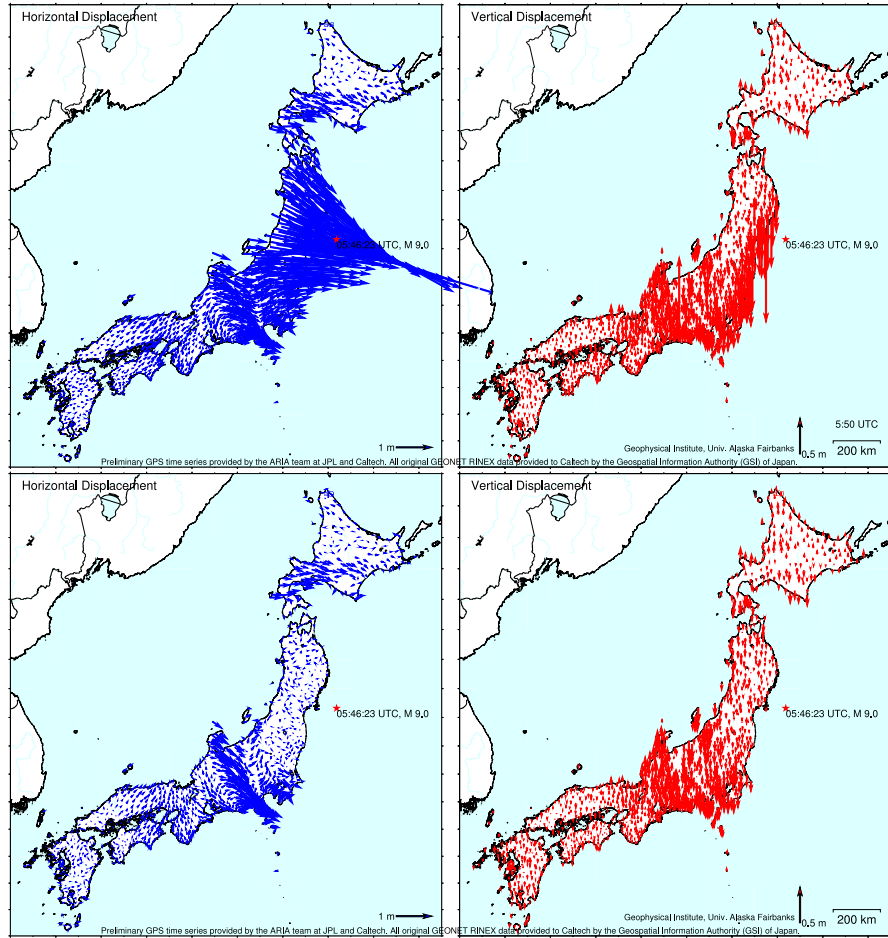 Horizontal Displacement
Vertical Displacement
05:46:23 UTC, M 9.0
05:46:23 UTC, M 9.0
5:50 UTC
1 m
Geophysical Institute, Univ. Alaska Fairbanks
0.5 m
200 km
Preliminary GPS time series provided by the ARIA team at JPL and Caltech. All original GEONET RINEX data provided to Caltech by the Geospatial Information Authority (GSI) of Japan.
Horizontal Displacement
Vertical Displacement
05:46:23 UTC, M 9.0
05:46:23 UTC, M 9.0
1 m
Geophysical Institute, Univ. Alaska Fairbanks
0.5 m
200 km
Preliminary GPS time series provided by the ARIA team at JPL and Caltech. All original GEONET RINEX data provided to Caltech by the Geospatial Information Authority (GSI) of Japan.